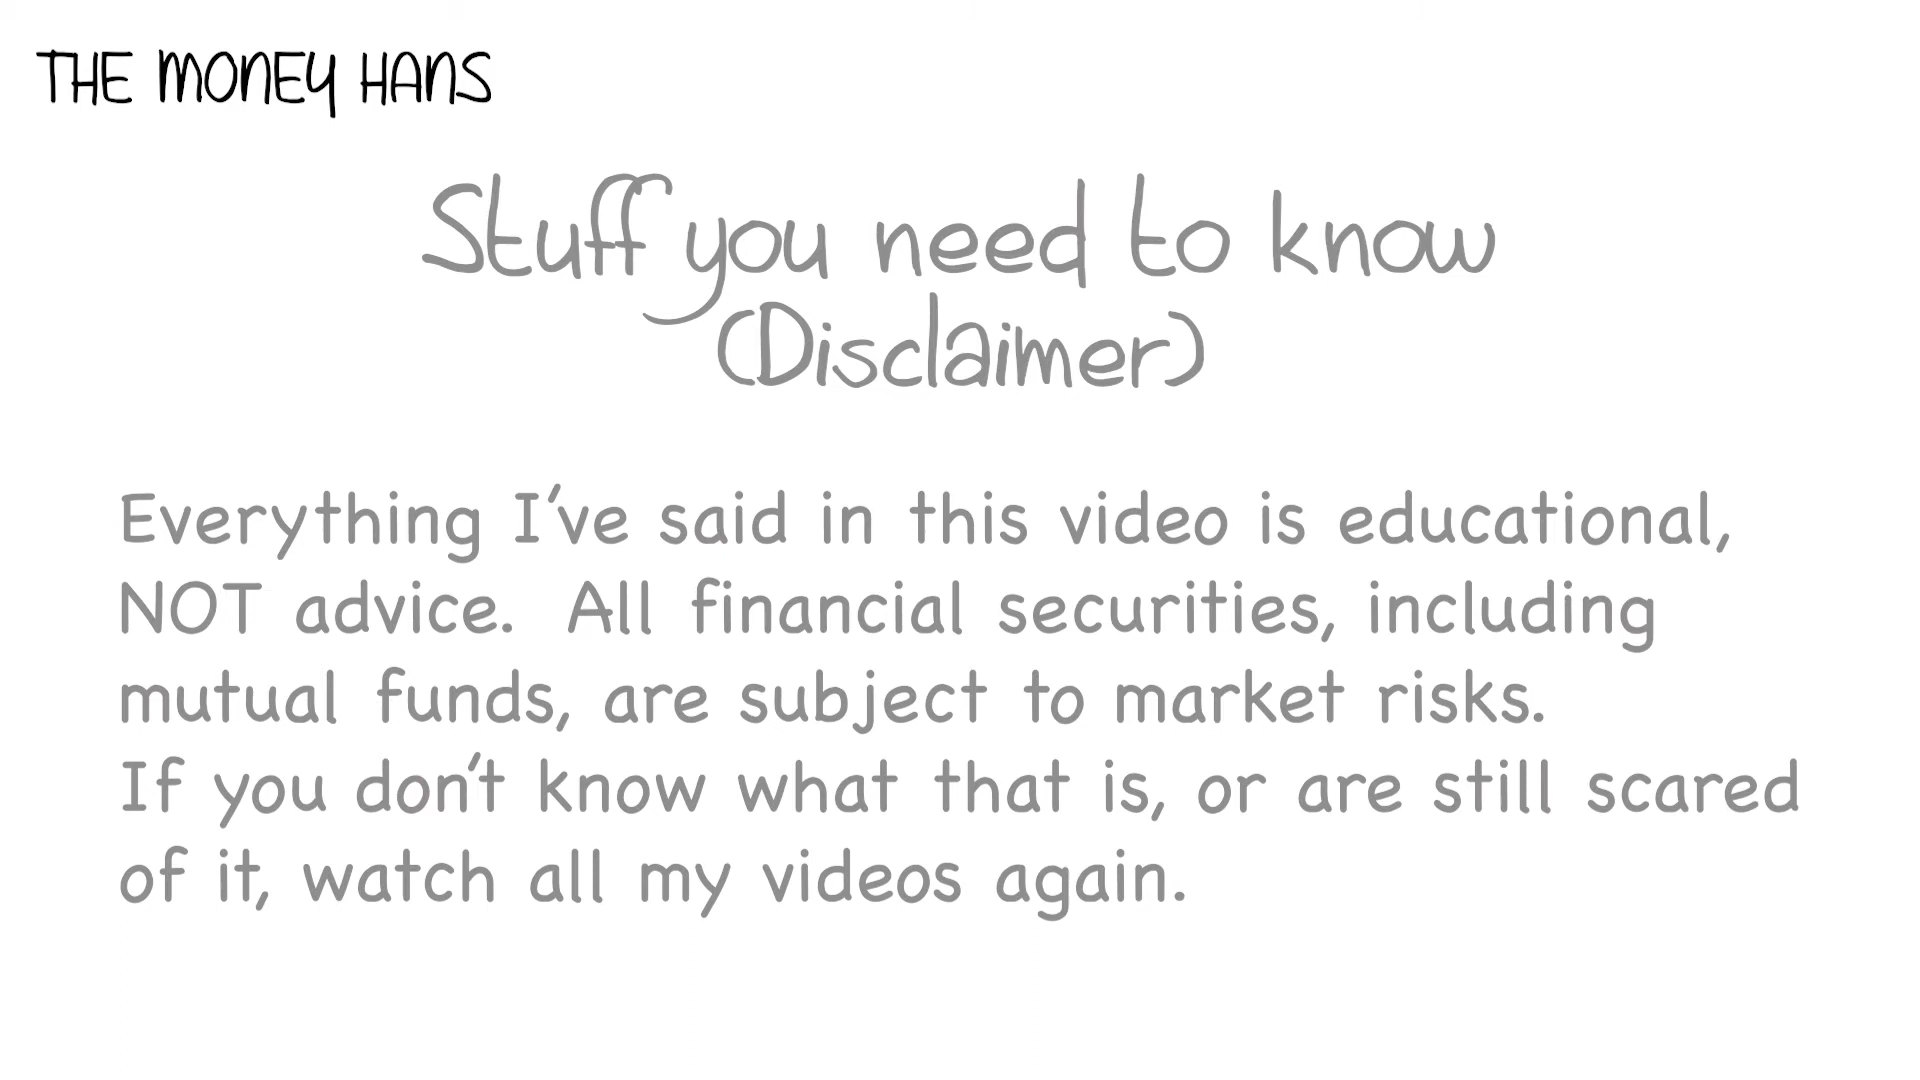 THE MONEY HANS
Stuff you need to know
(Disclaimer)
Everything I've said in this video is educational,
NOT advice.  All financial securities, including
mutual funds, are subject to market risks.
If you don't know what that is, or are still scared
of it, watch all my videos again.